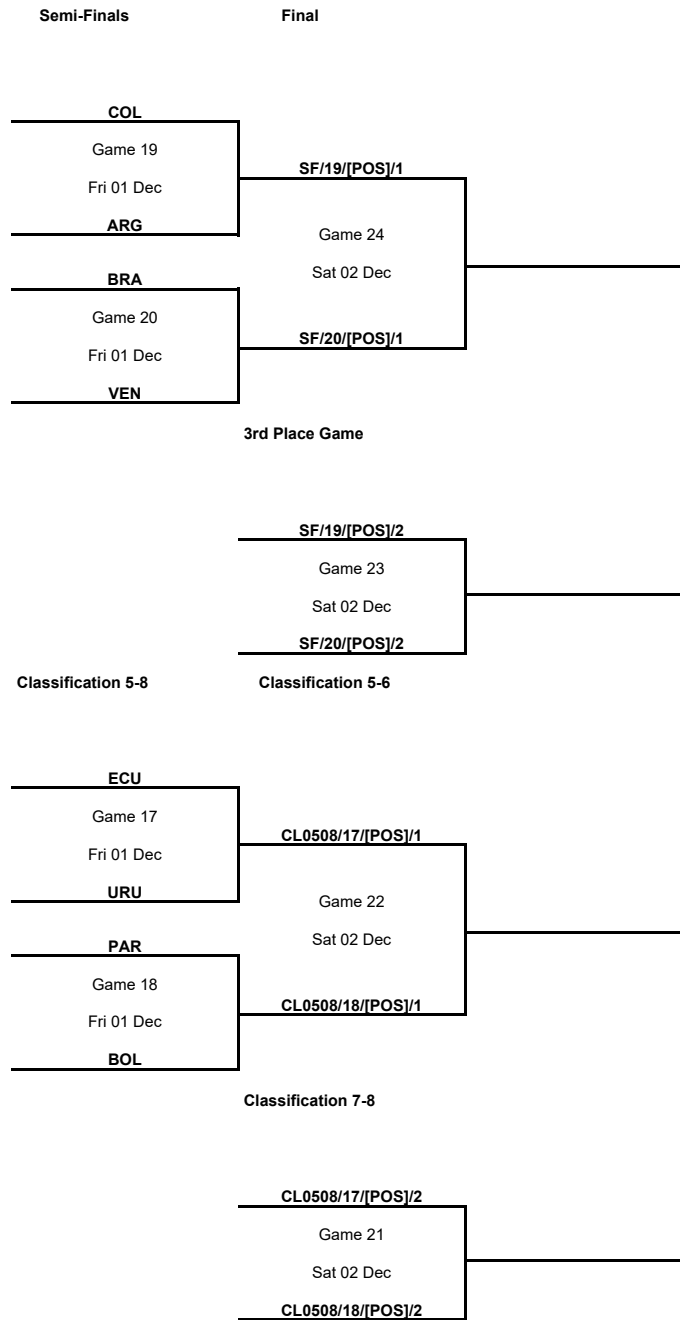 Semi-Finals Final
COL
Game 19
SF/19/[POS]/1
Fri 01 Dec
ARG
Game 24
Sat 02 Dec
BRA
Game 20
SF/20/[POS]/1
Fri 01 Dec
VEN
3rd Place Game
SF/19/[POS]/2
Game 23
Sat 02 Dec
SF/20/[POS]/2
Classification 5-8 Classification 5-6
ECU
Game 17
CL0508/17/[POS]/1
Fri 01 Dec
URU
Game 22
Sat 02 Dec
PAR
Game 18
CL0508/18/[POS]/1
Fri 01 Dec
BOL
Classification 7-8
CL0508/17/[POS]/2
Game 21
Sat 02 Dec
CL0508/18/[POS]/2